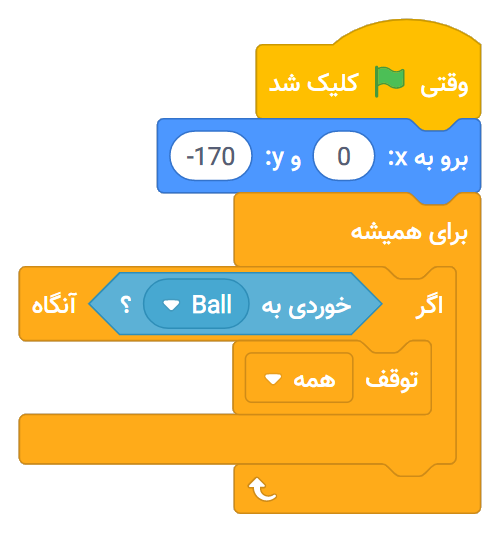 وقتی کلیک شد
برو به x: 0 و y: -170
برای همیشه
اگر خوردی به Ball ؟ آنگاه
توقف همه